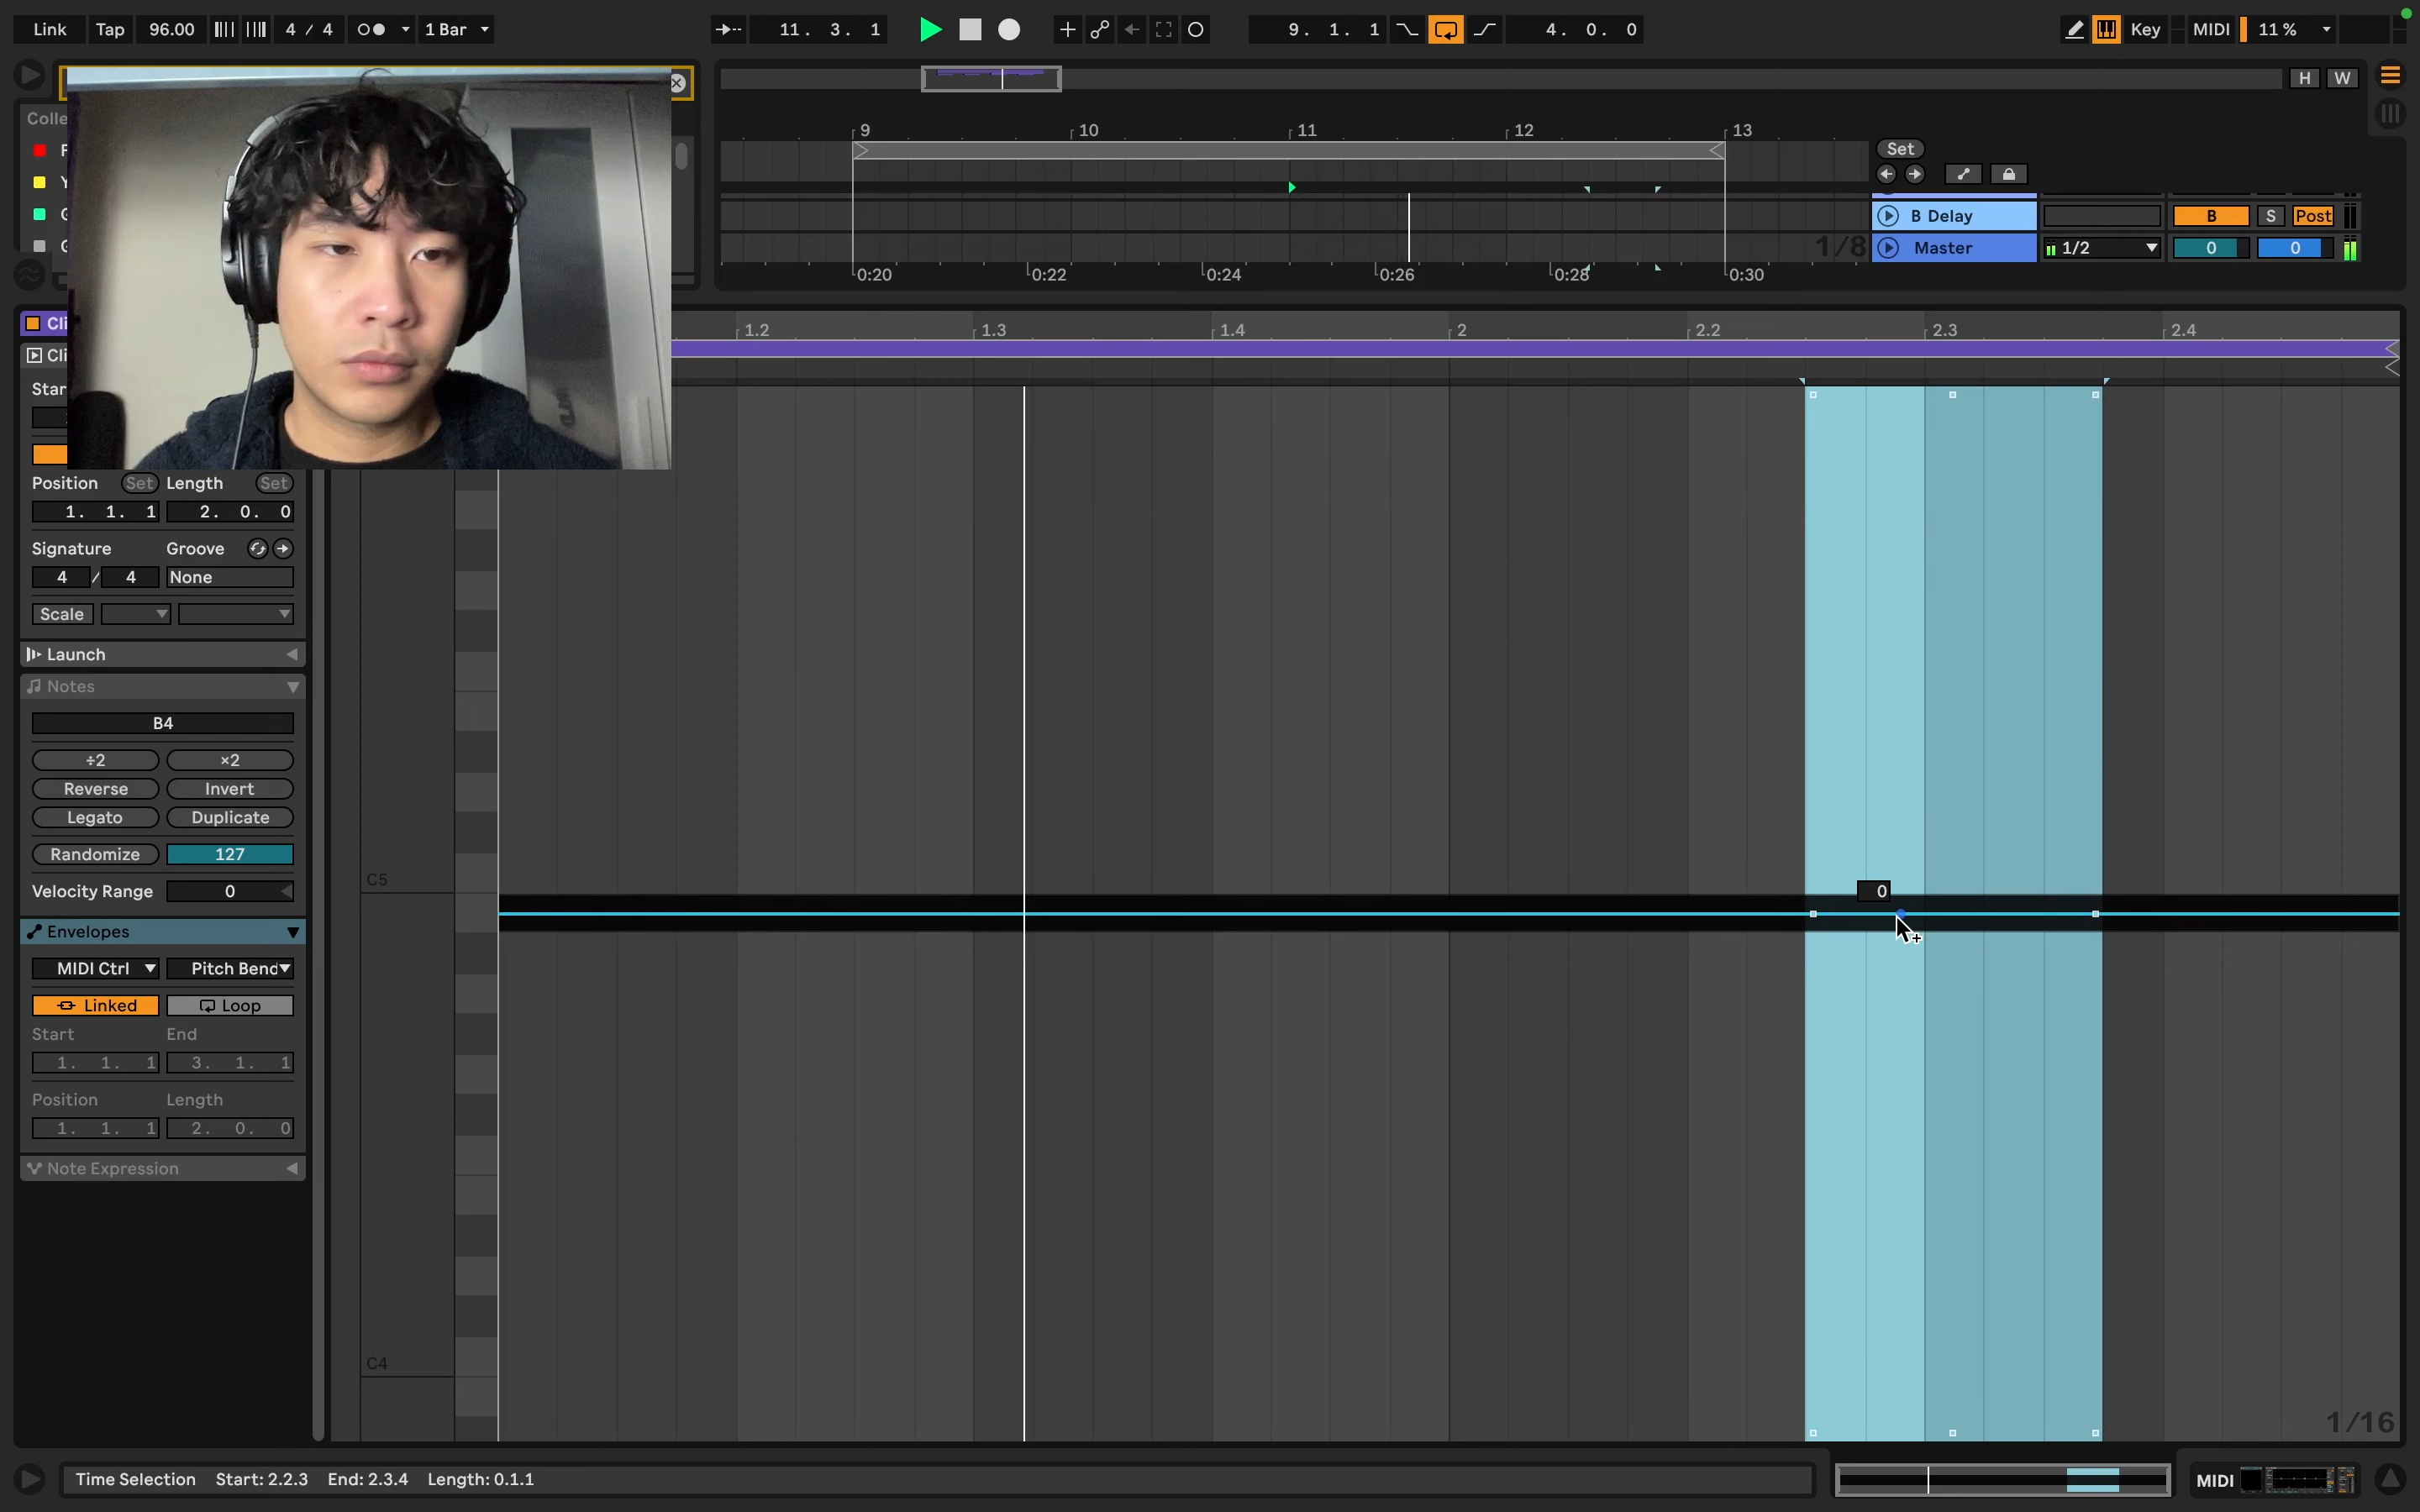 Link Tap 96.00 4 / 4 1 Bar 11. 3. 1 9. 1. 1 4. 0. 0 Key MIDI 11 %
H W
Colle
9 10 11 12 13
Set
F
Y
G
G
B Delay B S Post
1/8 Master 1/2 0 0
0:20 0:22 0:24 0:26 0:28 0:30
Cli 1.2 1.3 1.4 2 2.2 2.3 2.4
Cli
Star
Position Set Length Set
1. 1. 1 2. 0. 0
Signature Groove
4 / 4 None
Scale
Launch
Notes
B4
÷2 ×2
Reverse Invert
Legato Duplicate
Randomize 127
C5
Velocity Range 0
0
Envelopes
MIDI Ctrl Pitch Bend
Linked Loop
Start End
1. 1. 1 3. 1. 1
Position Length
1. 1. 1 2. 0. 0
Note Expression
C4
1/16
Time Selection Start: 2.2.3 End: 2.3.4 Length: 0.1.1 MIDI